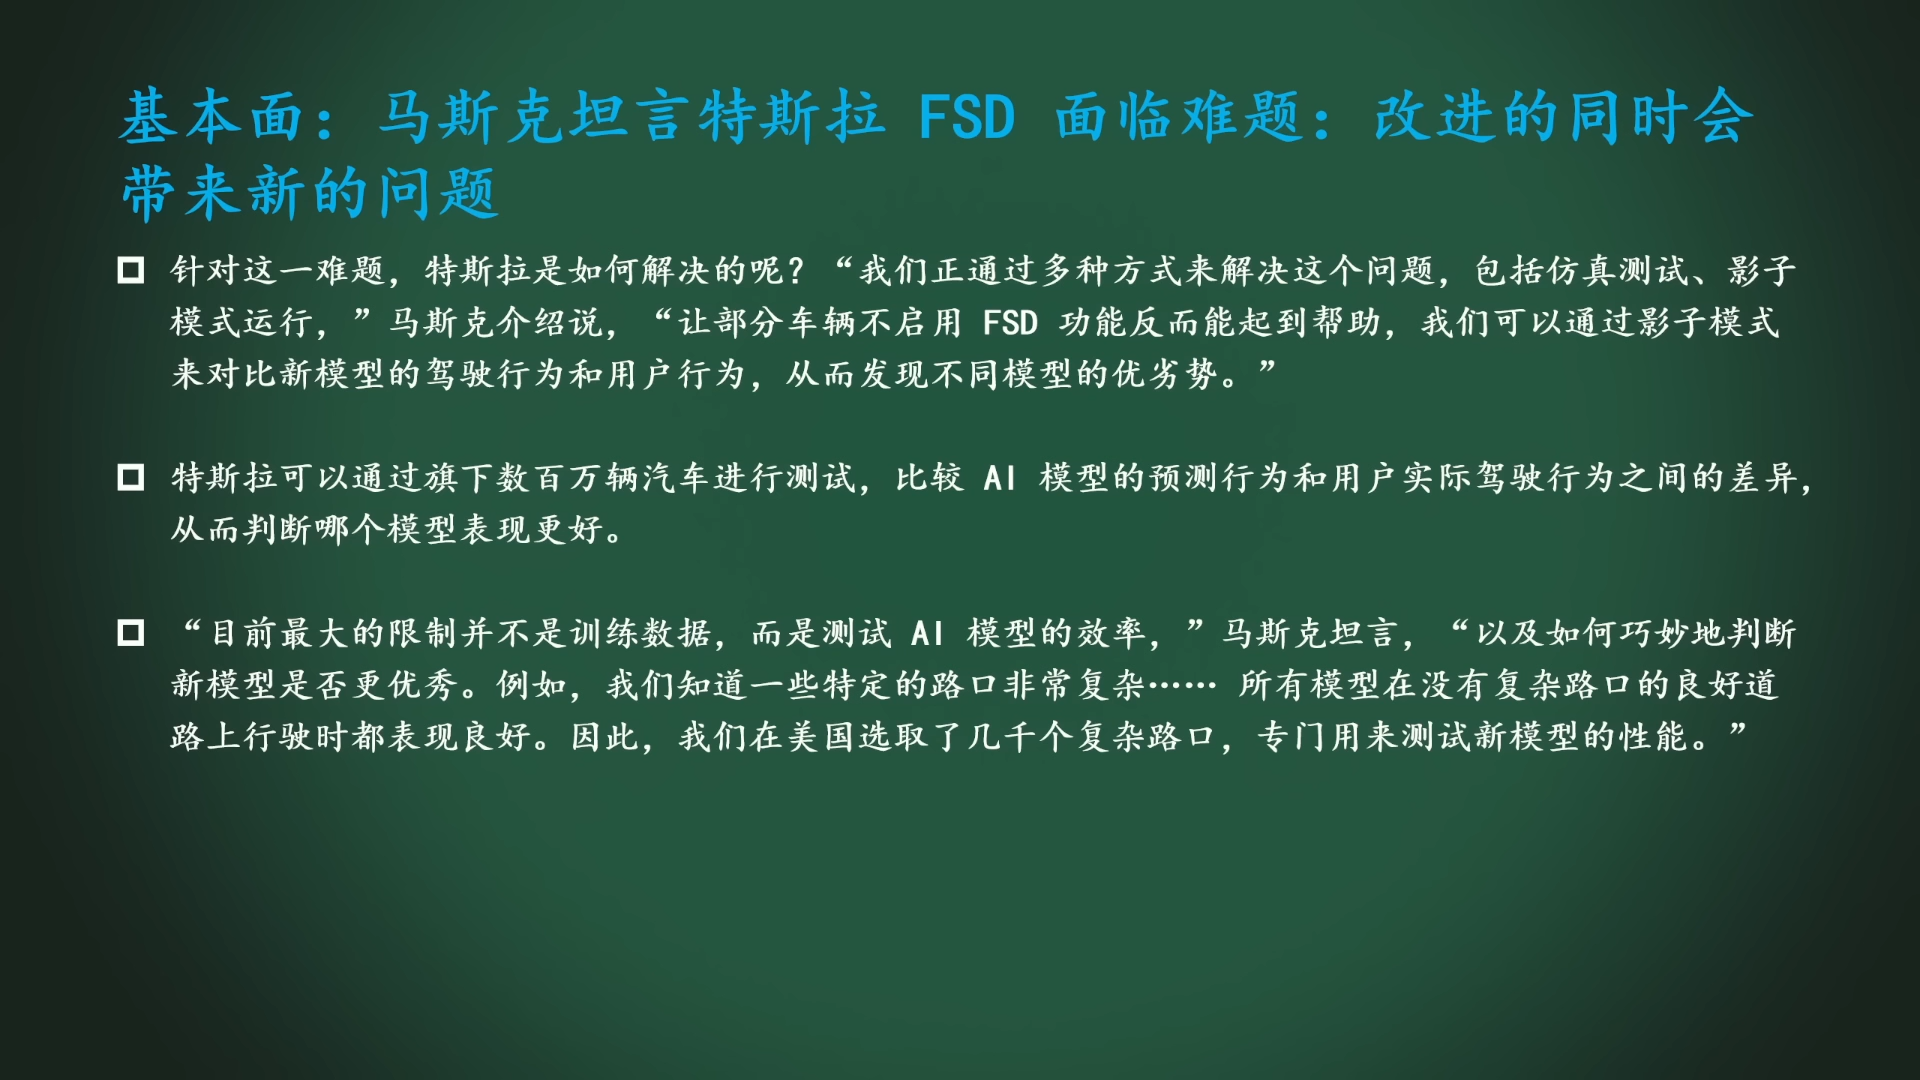 基本面：马斯克坦言特斯拉 FSD 面临难题：改进的同时会
带来新的问题
针对这一难题，特斯拉是如何解决的呢？“我们正通过多种方式来解决这个问题，包括仿真测试、影子
模式运行，”马斯克介绍说，“让部分车辆不启用 FSD 功能反而能起到帮助，我们可以通过影子模式
来对比新模型的驾驶行为和用户行为，从而发现不同模型的优劣势。”
特斯拉可以通过旗下数百万辆汽车进行测试，比较 AI 模型的预测行为和用户实际驾驶行为之间的差异，
从而判断哪个模型表现更好。
“目前最大的限制并不是训练数据，而是测试 AI 模型的效率，”马斯克坦言，“以及如何巧妙地判断
新模型是否更优秀。例如，我们知道一些特定的路口非常复杂…… 所有模型在没有复杂路口的良好道
路上行驶时都表现良好。因此，我们在美国选取了几千个复杂路口，专门用来测试新模型的性能。”